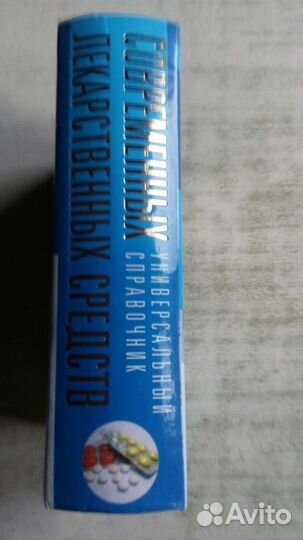 УНИВЕРСАЛЬНЫЙ
СПРАВОЧНИК
СОВРЕМЕННЫХ
ЛЕКАРСТВЕННЫХ СРЕДСТВ
Avito